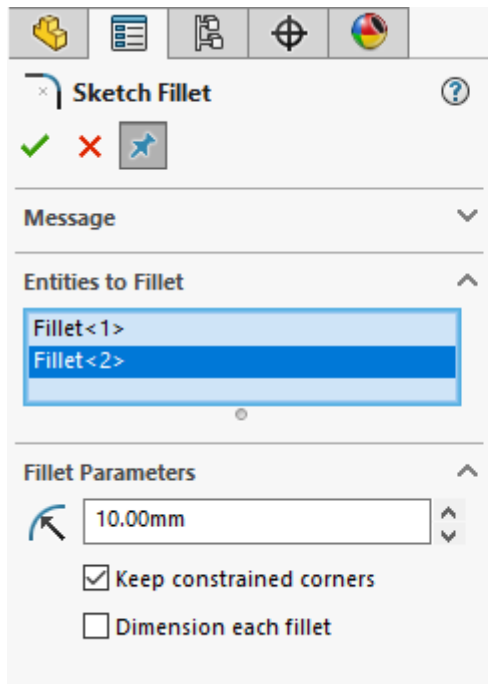 Sketch Fillet
?
Message
Entities to Fillet
Fillet<1>
Fillet<2>
Fillet Parameters
10.00mm
Keep constrained corners
Dimension each fillet